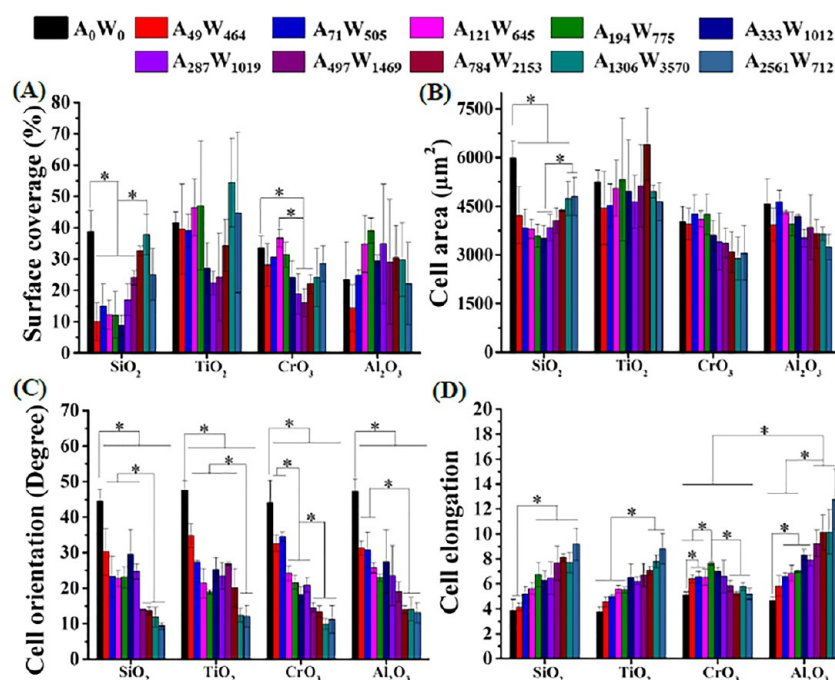 A₀W₀ A₄₉W₄₆₄ A₇₁W₅₀₅ A₁₂₁W₆₄₅ A₁₉₄W₇₇₅ A₃₃₃W₁₀₁₂
A₂₈₇W₁₀₁₉ A₄₉₇W₁₄₆₉ A₇₈₄W₂₁₅₃ A₁₃₀₆W₃₅₇₀ A₂₅₆₁W₇₁₂
(A)
Surface coverage (%)
80
70
60
50
40
30
20
10
0
* * * *
SiO₂ TiO₂ CrO₃ Al₂O₃
(B)
Cell area (μm²)
7500
6000
4500
3000
1500
0
* *
SiO₂ TiO₂ CrO₃ Al₂O₃
(C)
Cell orientation (Degree)
70
60
50
40
30
20
10
0
* * * * * * * * *
SiO₂ TiO₂ CrO₃ Al₂O₃
(D)
Cell elongation
20
18
16
14
12
10
8
6
4
2
0
* * * * * * * *
SiO₂ TiO₂ CrO₃ Al₂O₃